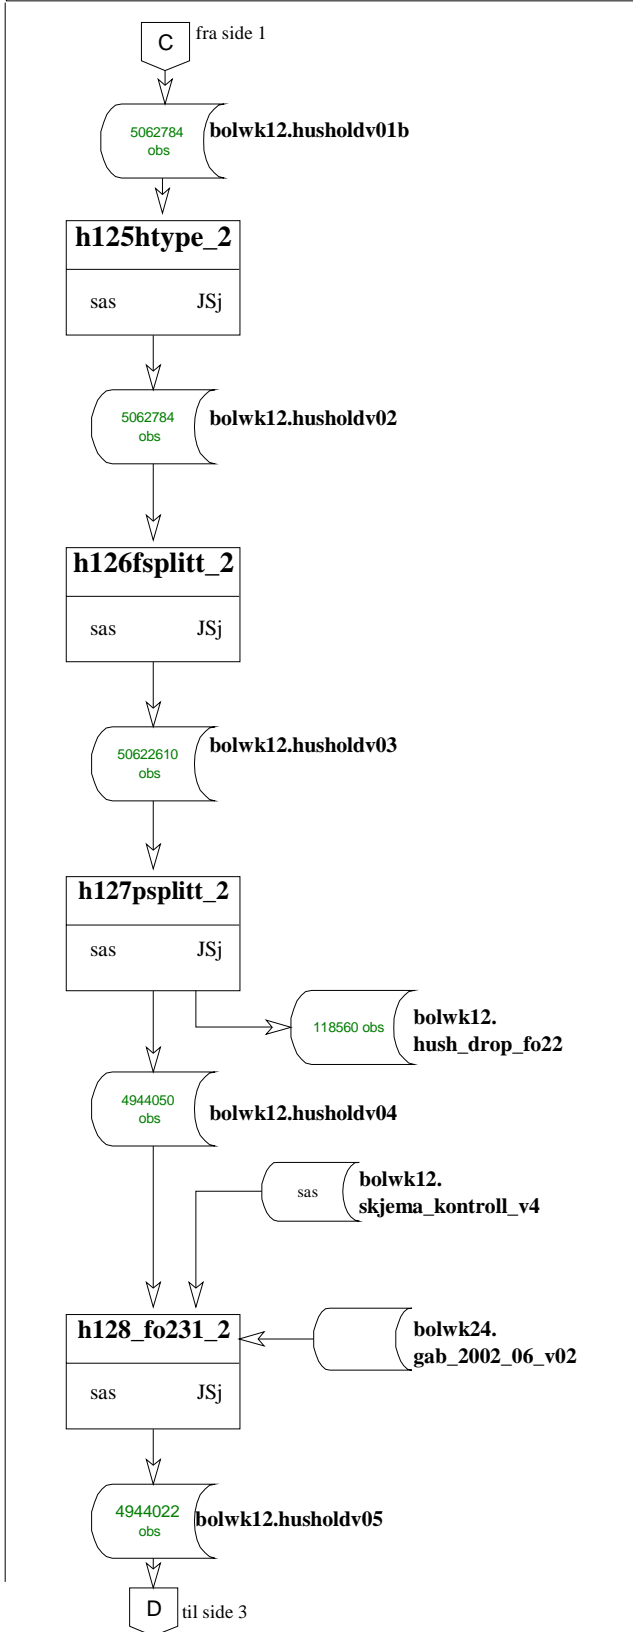 C
fra side 1
5062784
obs
bolwk12.husholdv01b
h125htype_2
sas JSj
5062784
obs
bolwk12.husholdv02
h126fsplitt_2
sas JSj
50622610
obs
bolwk12.husholdv03
h127psplitt_2
sas JSj
118560 obs
bolwk12.
hush_drop_fo22
4944050
obs
bolwk12.husholdv04
sas
bolwk12.
skjema_kontroll_v4
h128_fo231_2
sas JSj
bolwk24.
gab_2002_06_v02
4944022
obs
bolwk12.husholdv05
D
til side 3